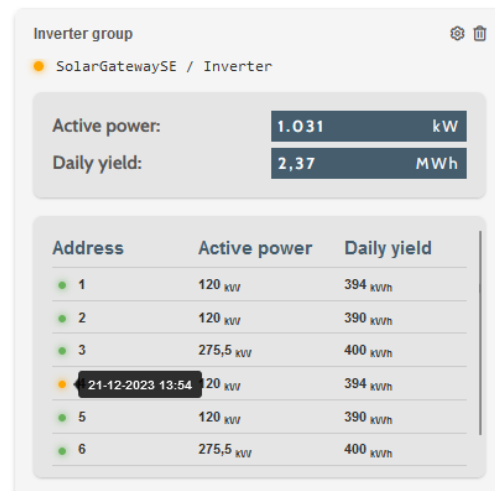 Inverter group
SolarGatewaySE / Inverter
Active power: 1.031 kW
Daily yield: 2,37 MWh
Address Active power Daily yield
1 120 kW 394 kWh
2 120 kW 390 kWh
3 275,5 kW 400 kWh
21-12-2023 13:54 120 kW 394 kWh
5 120 kW 390 kWh
6 275,5 kW 400 kWh